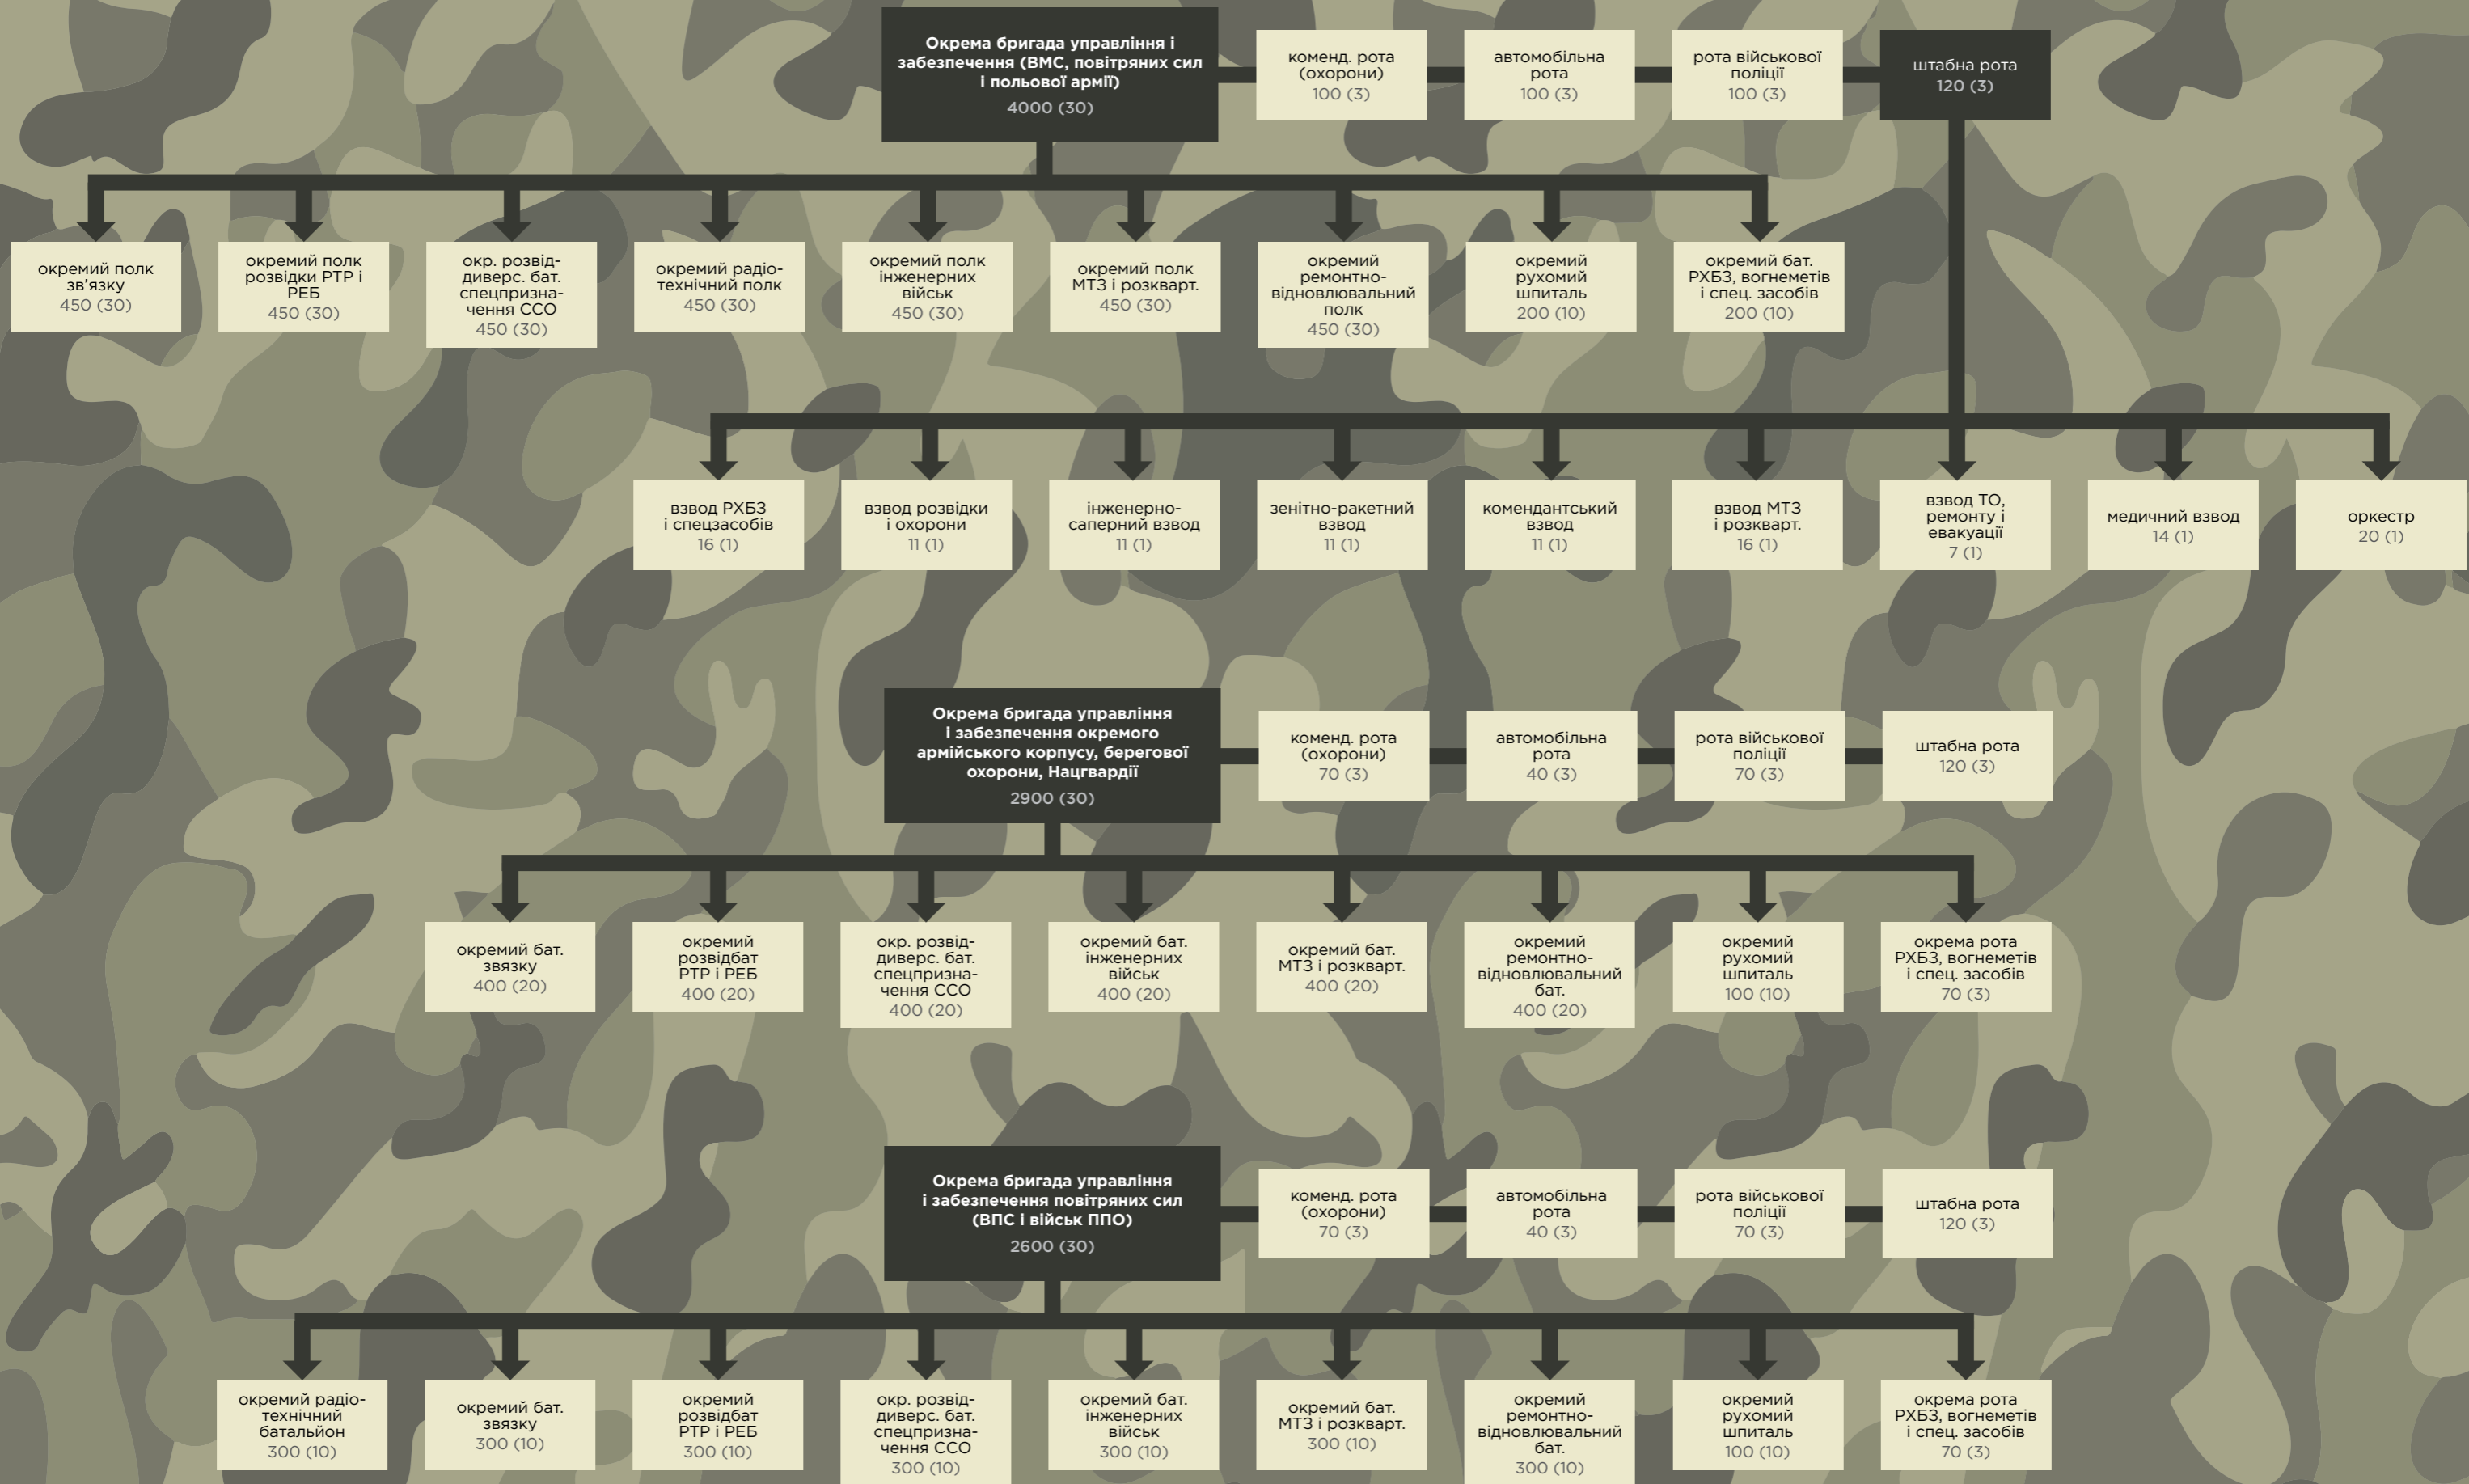 Окрема бригада управління і
забезпечення (ВМС, повітряних сил
і польової армії)
4000 (30)
коменд. рота
(охорони)
100 (3)
автомобільна
рота
100 (3)
рота військової
поліції
100 (3)
штабна рота
120 (3)
окремий полк
зв’язку
450 (30)
окремий полк
розвідки РТР і
РЕБ
450 (30)
окр. розвід-
диверс. бат.
спецпризна-
чення ССО
450 (30)
окремий радіо-
технічний полк
450 (30)
окремий полк
інженерних
військ
450 (30)
окремий полк
МТЗ і розкварт.
450 (30)
окремий
ремонтно-
відновлювальний
полк
450 (30)
окремий
рухомий
шпиталь
200 (10)
окремий бат.
РХБЗ, вогнеметів
і спец. засобів
200 (10)
взвод РХБЗ
і спецзасобів
16 (1)
взвод розвідки
і охорони
11 (1)
інженерно-
саперний взвод
11 (1)
зенітно-ракетний
взвод
11 (1)
комендантський
взвод
11 (1)
взвод МТЗ
і розкварт.
16 (1)
взвод ТО,
ремонту і
евакуації
7 (1)
медичний взвод
14 (1)
оркестр
20 (1)
Окрема бригада управління
і забезпечення окремого
армійського корпусу, берегової
охорони, Нацгвардії
2900 (30)
коменд. рота
(охорони)
70 (3)
автомобільна
рота
40 (3)
рота військової
поліції
70 (3)
штабна рота
120 (3)
окремий бат.
звязку
400 (20)
окремий
розвідбат
РТР і РЕБ
400 (20)
окр. розвід-
диверс. бат.
спецпризна-
чення ССО
400 (20)
окремий бат.
інженерних
військ
400 (20)
окремий бат.
МТЗ і розкварт.
400 (20)
окремий
ремонтно-
відновлювальний
бат.
400 (20)
окремий
рухомий
шпиталь
100 (10)
окрема рота
РХБЗ, вогнеметів
і спец. засобів
70 (3)
Окрема бригада управління
і забезпечення повітряних сил
(ВПС і військ ППО)
2600 (30)
коменд. рота
(охорони)
70 (3)
автомобільна
рота
40 (3)
рота військової
поліції
70 (3)
штабна рота
120 (3)
окремий радіо-
технічний
батальйон
300 (10)
окремий бат.
звязку
300 (10)
окремий
розвідбат
РТР і РЕБ
300 (10)
окр. розвід-
диверс. бат.
спецпризна-
чення ССО
300 (10)
окремий бат.
інженерних
військ
300 (10)
окремий бат.
МТЗ і розкварт.
300 (10)
окремий
ремонтно-
відновлювальний
бат.
300 (10)
окремий
рухомий
шпиталь
100 (10)
окрема рота
РХБЗ, вогнеметів
і спец. засобів
70 (3)